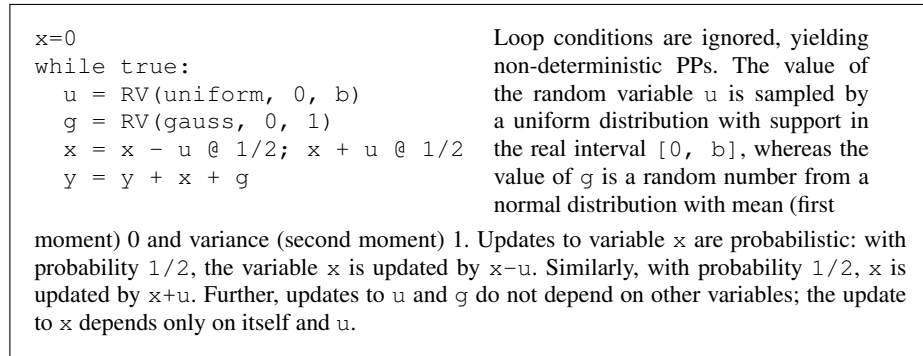 x=0
while true:
u = RV(uniform, 0, b)
g = RV(gauss, 0, 1)
x = x - u @ 1/2; x + u @ 1/2
y = y + x + g
Loop conditions are ignored, yielding
non-deterministic PPs. The value of
the random variable u is sampled by
a uniform distribution with support in
the real interval [0, b], whereas the
value of g is a random number from a
normal distribution with mean (first
moment) 0 and variance (second moment) 1. Updates to variable x are probabilistic: with
probability 1/2, the variable x is updated by x-u. Similarly, with probability 1/2, x is
updated by x+u. Further, updates to u and g do not depend on other variables; the update
to x depends only on itself and u.